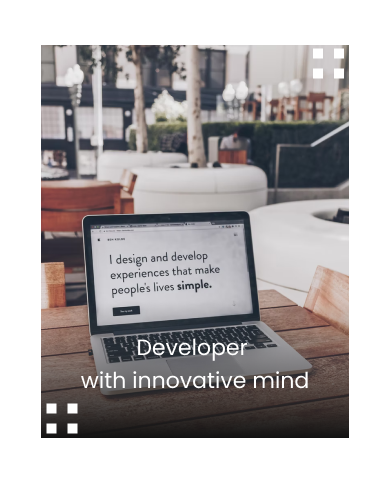 I design and develop
experiences that make
people's lives simple.
Developer
with innovative mind